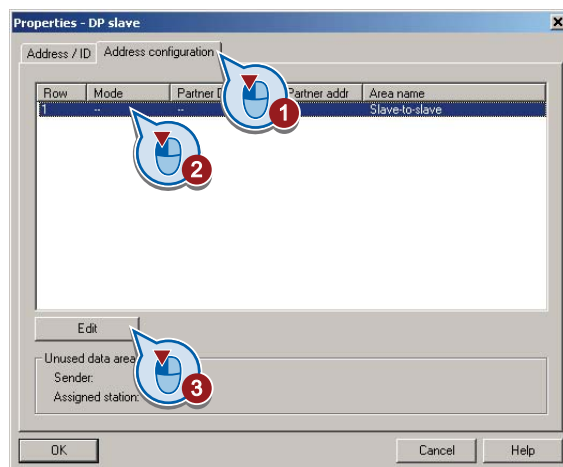 Properties - DP slave
Address / ID Address configuration
Row Mode Partner Partner addr Area name
1 -- -- Slave-to-slave
1
2
Edit
Unused data area
Sender:
Assigned station:
3
OK Cancel Help